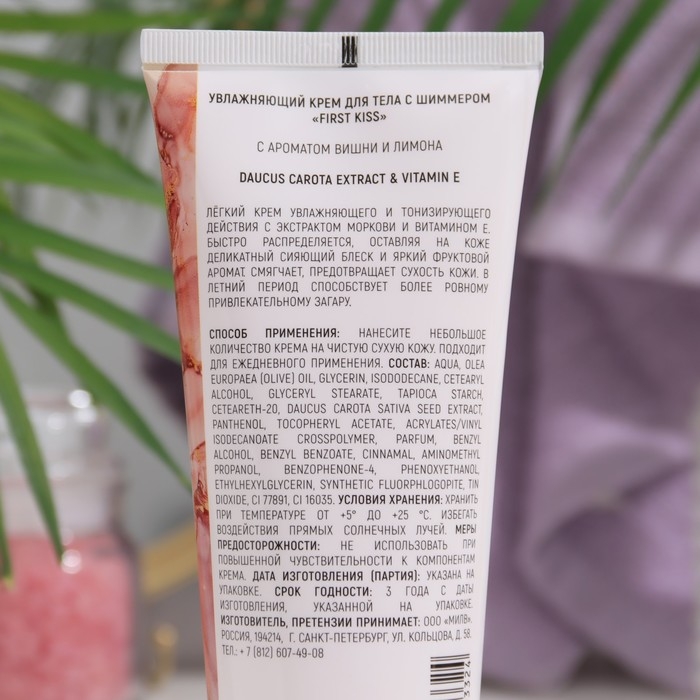 УВЛАЖНЯЮЩИЙ КРЕМ ДЛЯ ТЕЛА С ШИММЕРОМ
«FIRST KISS»
С АРОМАТОМ ВИШНИ И ЛИМОНА
DAUCUS CAROTA EXTRACT & VITAMIN E
ЛЁГКИЙ КРЕМ УВЛАЖНЯЮЩЕГО И ТОНИЗИРУЮЩЕГО
ДЕЙСТВИЯ С ЭКСТРАКТОМ МОРКОВИ И ВИТАМИНОМ Е.
БЫСТРО РАСПРЕДЕЛЯЕТСЯ, ОСТАВЛЯЯ НА КОЖЕ
ДЕЛИКАТНЫЙ СИЯЮЩИЙ БЛЕСК И ЯРКИЙ ФРУКТОВЫЙ
АРОМАТ. СМЯГЧАЕТ, ПРЕДОТВРАЩАЕТ СУХОСТЬ КОЖИ. В
ЛЕТНИЙ ПЕРИОД СПОСОБСТВУЕТ БОЛЕЕ РОВНОМУ
ПРИВЛЕКАТЕЛЬНОМУ ЗАГАРУ.
СПОСОБ ПРИМЕНЕНИЯ: НАНЕСИТЕ НЕБОЛЬШОЕ
КОЛИЧЕСТВО КРЕМА НА ЧИСТУЮ СУХУЮ КОЖУ. ПОДХОДИТ
ДЛЯ ЕЖЕДНЕВНОГО ПРИМЕНЕНИЯ. СОСТАВ: AQUA, OLEA
EUROPAEA (OLIVE) OIL, GLYCERIN, ISODODECANE, CETEARYL
ALCOHOL, GLYCERYL STEARATE, TAPIOCA STARCH,
CETEARETH-20, DAUCUS CAROTA SATIVA SEED EXTRACT,
PANTHENOL, TOCOPHERYL ACETATE, ACRYLATES/VINYL
ISODECANOATE CROSSPOLYMER, PARFUM, BENZYL
ALCOHOL, BENZYL BENZOATE, CINNAMAL, AMINOMETHYL
PROPANOL, BENZOPHENONE-4, PHENOXYETHANOL
ETHYLHEXYLGLYCERIN, SYNTHETIC FLUORPHLOGOPITE, TIN
DIOXIDE, CI 77891, CI 16035. УСЛОВИЯ ХРАНЕНИЯ: ХРАНИТЬ
ПРИ ТЕМПЕРАТУРЕ ОТ +5° ДО +25 °С. ИЗБЕГАТЬ
ВОЗДЕЙСТВИЯ ПРЯМЫХ СОЛНЕЧНЫХ ЛУЧЕЙ. МЕРЫ
ПРЕДОСТОРОЖНОСТИ: НЕ ИСПОЛЬЗОВАТЬ ПРИ
ПОВЫШЕННОЙ ЧУВСТВИТЕЛЬНОСТИ К КОМПОНЕНТАМ
КРЕМА. ДАТА ИЗГОТОВЛЕНИЯ (ПАРТИЯ): УКАЗАНА НА
УПАКОВКЕ. СРОК ГОДНОСТИ: 3 ГОДА С ДАТЫ
ИЗГОТОВЛЕНИЯ, УКАЗАННОЙ НА УПАКОВКЕ.
ИЗГОТОВИТЕЛЬ, ПРЕТЕНЗИИ ПРИНИМАЕТ: ООО «МИЛВ».
РОССИЯ, 194214, Г. САНКТ-ПЕТЕРБУРГ, УЛ. КОЛЬЦОВА, Д. 58.
ТЕЛ.: +7 (812) 607-49-08